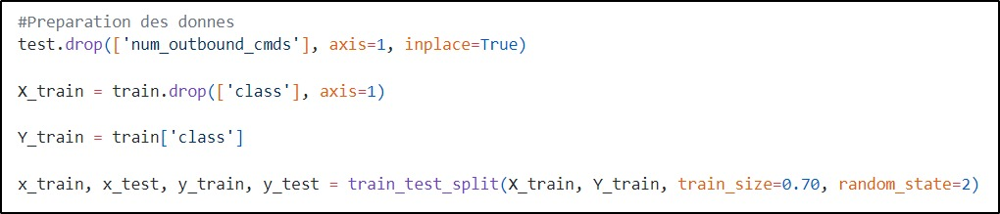 #Preparation des donnes
test.drop(['num_outbound_cmds'], axis=1, inplace=True)
X_train = train.drop(['class'], axis=1)
Y_train = train['class']
x_train, x_test, y_train, y_test = train_test_split(X_train, Y_train, train_size=0.70, random_state=2)